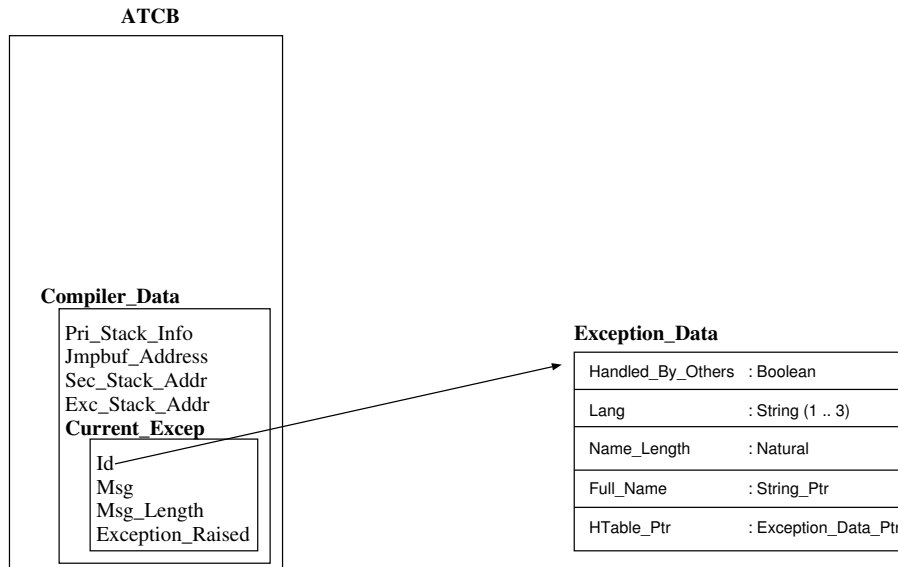 ATCB
Compiler_Data
Pri_Stack_Info
Jmpbuf_Address
Sec_Stack_Addr
Exc_Stack_Addr
Current_Excep
Id
Msg
Msg_Length
Exception_Raised
Exception_Data
Handled_By_Others : Boolean
Lang : String (1 .. 3)
Name_Length : Natural
Full_Name : String_Ptr
HTable_Ptr : Exception_Data_Ptr